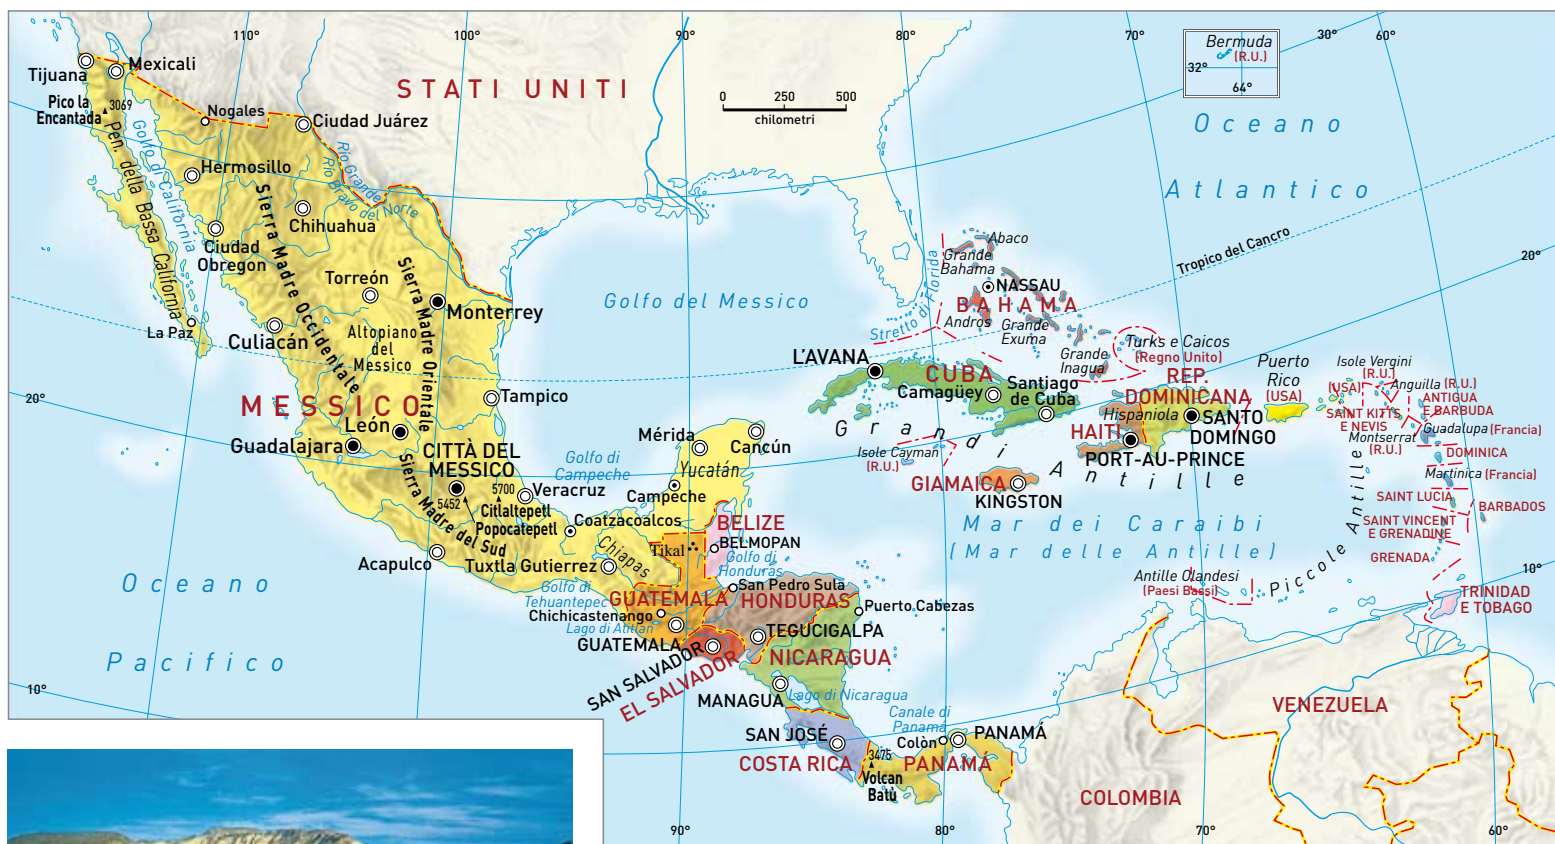 110°
100°
90°
80°
70°
30°
60°
Bermuda
(R.U.)
32°
64°
Tijuana
Mexicali
STATI UNITI
0 250 500
chilometri
Pico la
Encantada
3069
Nogales
Ciudad Juárez
Oceano
Atlantico
Pen. della Bassa California
Golfo di California
Hermosillo
Rio Grande
Rio Bravo del Norte
Chihuahua
Sierra Madre Occidentale
Ciudad
Obregon
Torreón
Sierra Madre Orientale
Monterrey
La Paz
Culiacán
Altopiano
del
Messico
Golfo del Messico
Stretto di Florida
Abaco
Grande
Bahama
NASSAU
BAHAMA
Andros
Grande
Exuma
Grande
Inagua
Tropico del Cancro
20°
Turks e Caicos
(Regno Unito)
L'AVANA
CUBA
Camagüey
Santiago
de Cuba
REP.
DOMINICANA
Hispaniola
SANTO
DOMINGO
HAITI
PORT-AU-PRINCE
Puerto
Rico
(USA)
Isole Vergini
(R.U.)
(USA)
Anguilla (R.U.)
ANTIGUA
E BARBUDA
SAINT KITTS
E NEVIS
Montserrat
(R.U.)
Guadalupa (Francia)
DOMINICA
Martinica (Francia)
SAINT LUCIA
BARBADOS
SAINT VINCENT
E GRENADINE
GRENADA
20°
MESSICO
Tampico
León
Guadalajara
CITTÀ DEL
MESSICO
Mérida
Cancún
Yucatán
Golfo di
Campeche
Campeche
Grandi Antille
Isole Cayman
(R.U.)
GIAMAICA
KINGSTON
Mar dei Caraibi
(Mar delle Antille)
Piccole Antille
Sierra Madre del Sud
5452
5700
Veracruz
Citlaltepetl
Popocatepetl
Coatzacoalcos
BELIZE
BELMOPAN
Tikal
Golfo di
Honduras
Acapulco
Tuxtla Gutierrez
Chiapas
Antille Olandesi
(Paesi Bassi)
10°
TRINIDAD
E TOBAGO
Oceano
Pacifico
Golfo di
Tehuantepec
GUATEMALA
San Pedro Sula
HONDURAS
Puerto Cabezas
Chichicastenango
Lago di Atitlan
GUATEMALA
TEGUCIGALPA
SAN SALVADOR
EL SALVADOR
NICARAGUA
MANAGUA
Lago di Nicaragua
10°
Canale di
Panamá
SAN JOSÉ
Colòn
PANAMÁ
COSTA RICA
3475
Volcan
Batù
PANAMÁ
VENEZUELA
COLOMBIA
90°
80°
70°
60°